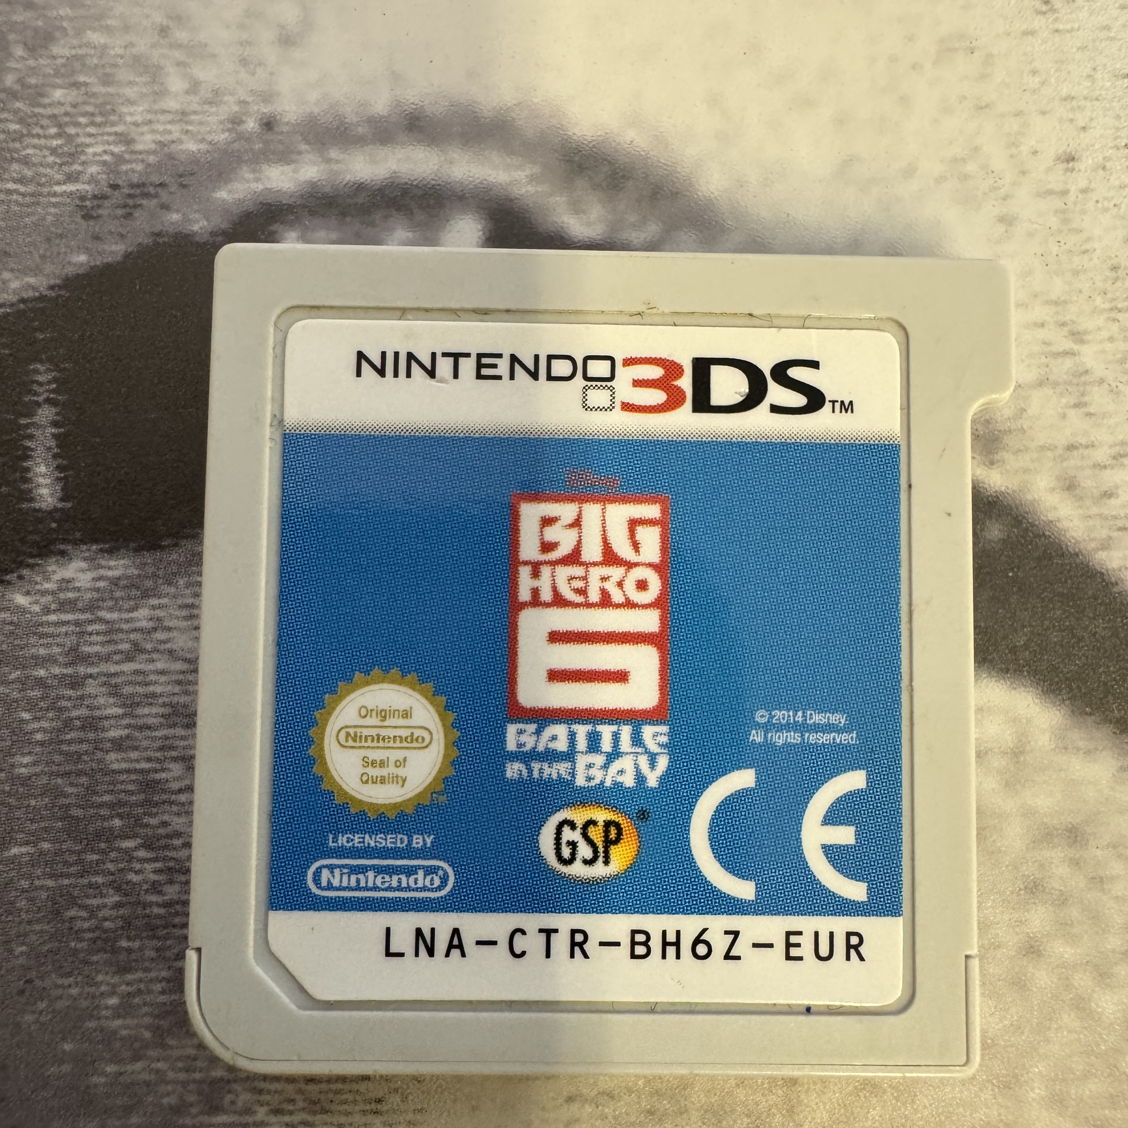 NINTENDO 3DS™
Disney
BIG
HERO
6
BATTLE
IN THE BAY
© 2014 Disney.
All rights reserved.
Original
Nintendo
Seal of
Quality
TM
GSP®
CE
LICENSED BY
Nintendo®
LNA-CTR-BH6Z-EUR